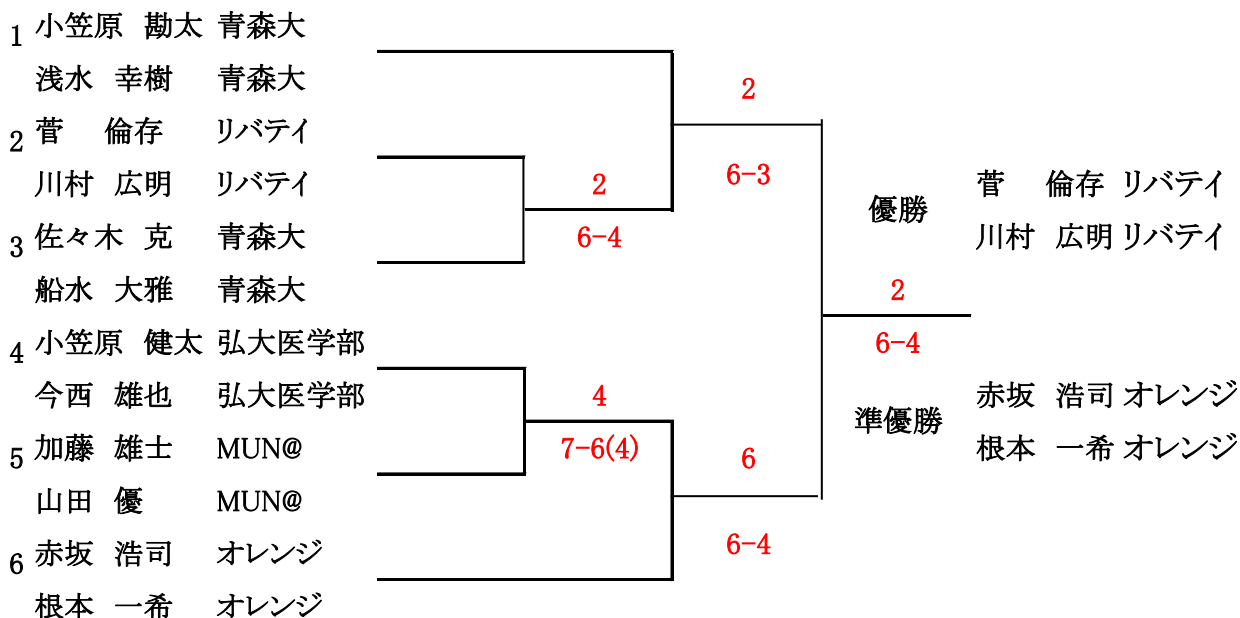 1 小笠原 勘太 青森大
浅水 幸樹 青森大
2 菅 倫存 リバテイ
川村 広明 リバテイ
3 佐々木 克 青森大
船水 大雅 青森大
4 小笠原 健太 弘大医学部
今西 雄也 弘大医学部
5 加藤 雄士 MUN@
山田 優 MUN@
6 赤坂 浩司 オレンジ
根本 一希 オレンジ
2
6-4
4
7-6(4)
2
6-3
6
6-4
2
6-4
優勝
菅 倫存 リバテイ
川村 広明 リバテイ
準優勝
赤坂 浩司 オレンジ
根本 一希 オレンジ